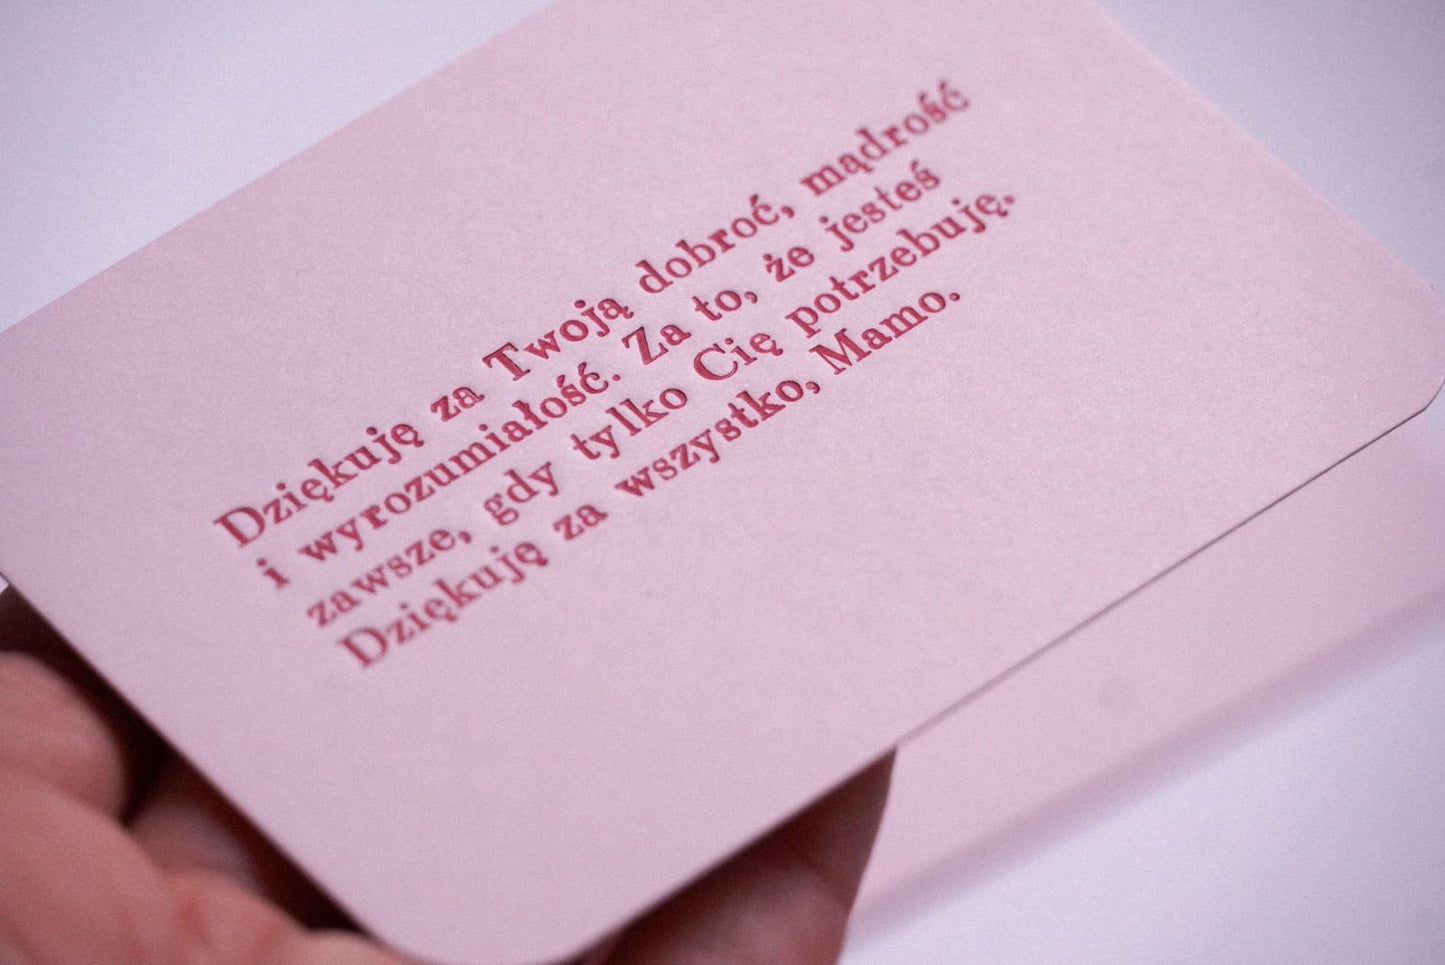 Dziękuję za Twoją dobroć, mądrość
i wyrozumiałość. Za to, że jesteś
zawsze, gdy tylko Cię potrzebuję.
Dziękuję za wszystko, Mamo.